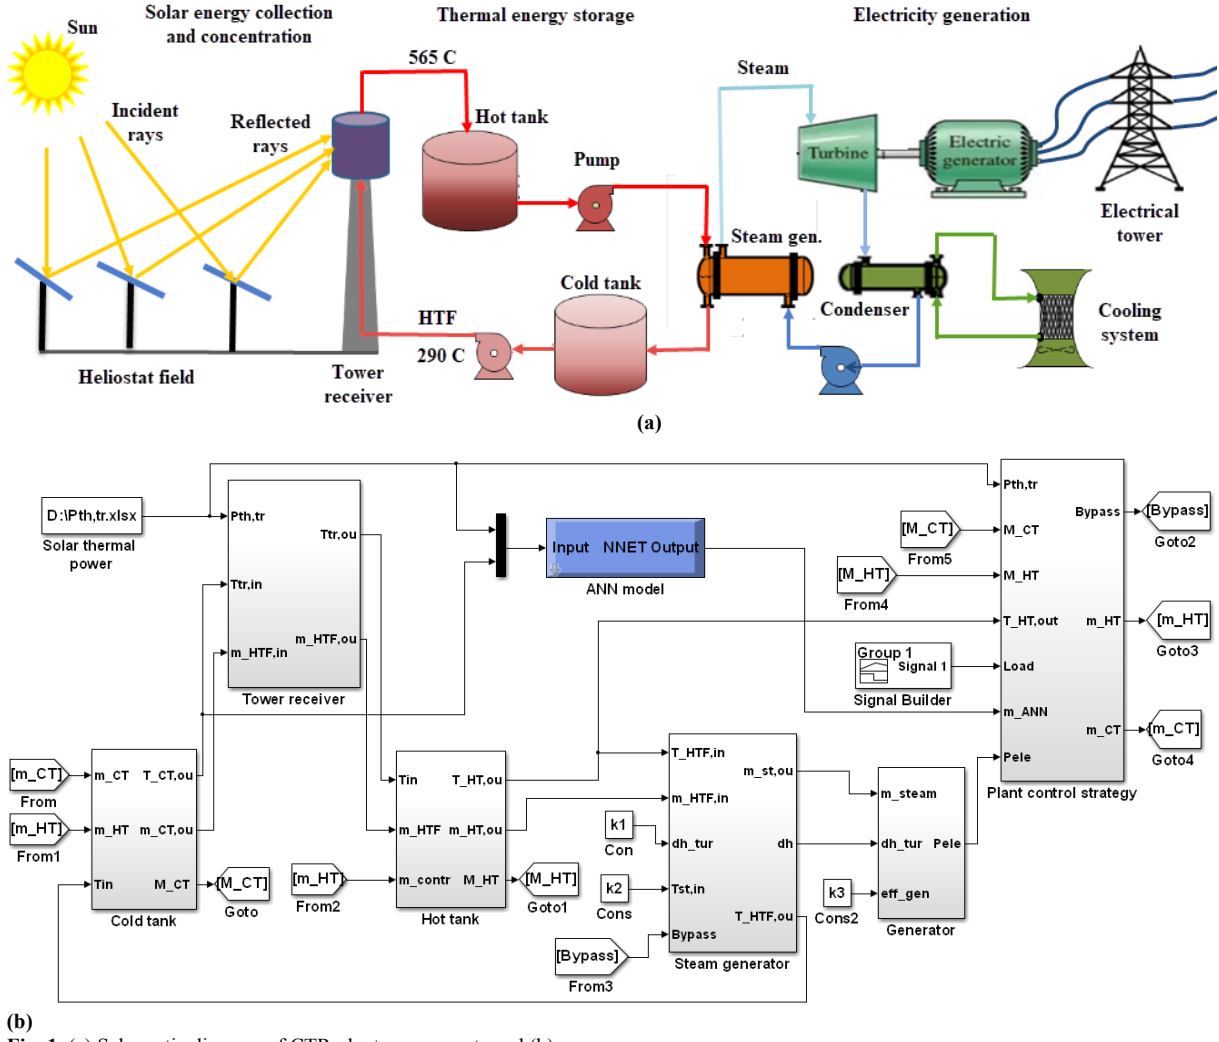 Solar energy collection
and concentration
Thermal energy storage
Electricity generation
Sun
565 C
Steam
Incident
rays
Reflected
rays
Hot tank
Pump
Turbine
Electric
generator
Electrical
tower
Steam gen.
Cold tank
Condenser
HTF
290 C
Cooling
system
Heliostat field
Tower
receiver
(a)
D:\Pth,tr.xlsx
Solar thermal
power
Pth,tr
Ttr,in
m_HTF,in
Ttr,ou
m_HTF,ou
Tower receiver
Input
NNET Output
ANN model
[M_CT]
From5
[M_HT]
From4
Group 1
Signal 1
Signal Builder
Pth,tr
M_CT
M_HT
T_HT,out
Load
m_ANN
Pele
Bypass
m_HT
m_CT
Plant control strategy
[Bypass]
Goto2
[m_HT]
Goto3
[m_CT]
Goto4
[m_CT]
From
[m_HT]
From1
m_CT
m_HT
Tin
T_CT,ou
m_CT,ou
M_CT
Cold tank
[M_CT]
Goto
[m_HT]
From2
Tin
m_HTF
m_contr
T_HT,ou
m_HT,ou
M_HT
Hot tank
[M_HT]
Goto1
k1
Con
k2
Cons
[Bypass]
From3
T_HTF,in
m_HTF,in
dh_tur
Tst,in
Bypass
m_st,ou
dh
T_HTF,ou
Steam generator
k3
Cons2
m_steam
dh_tur
eff_gen
Pele
Generator
(b)